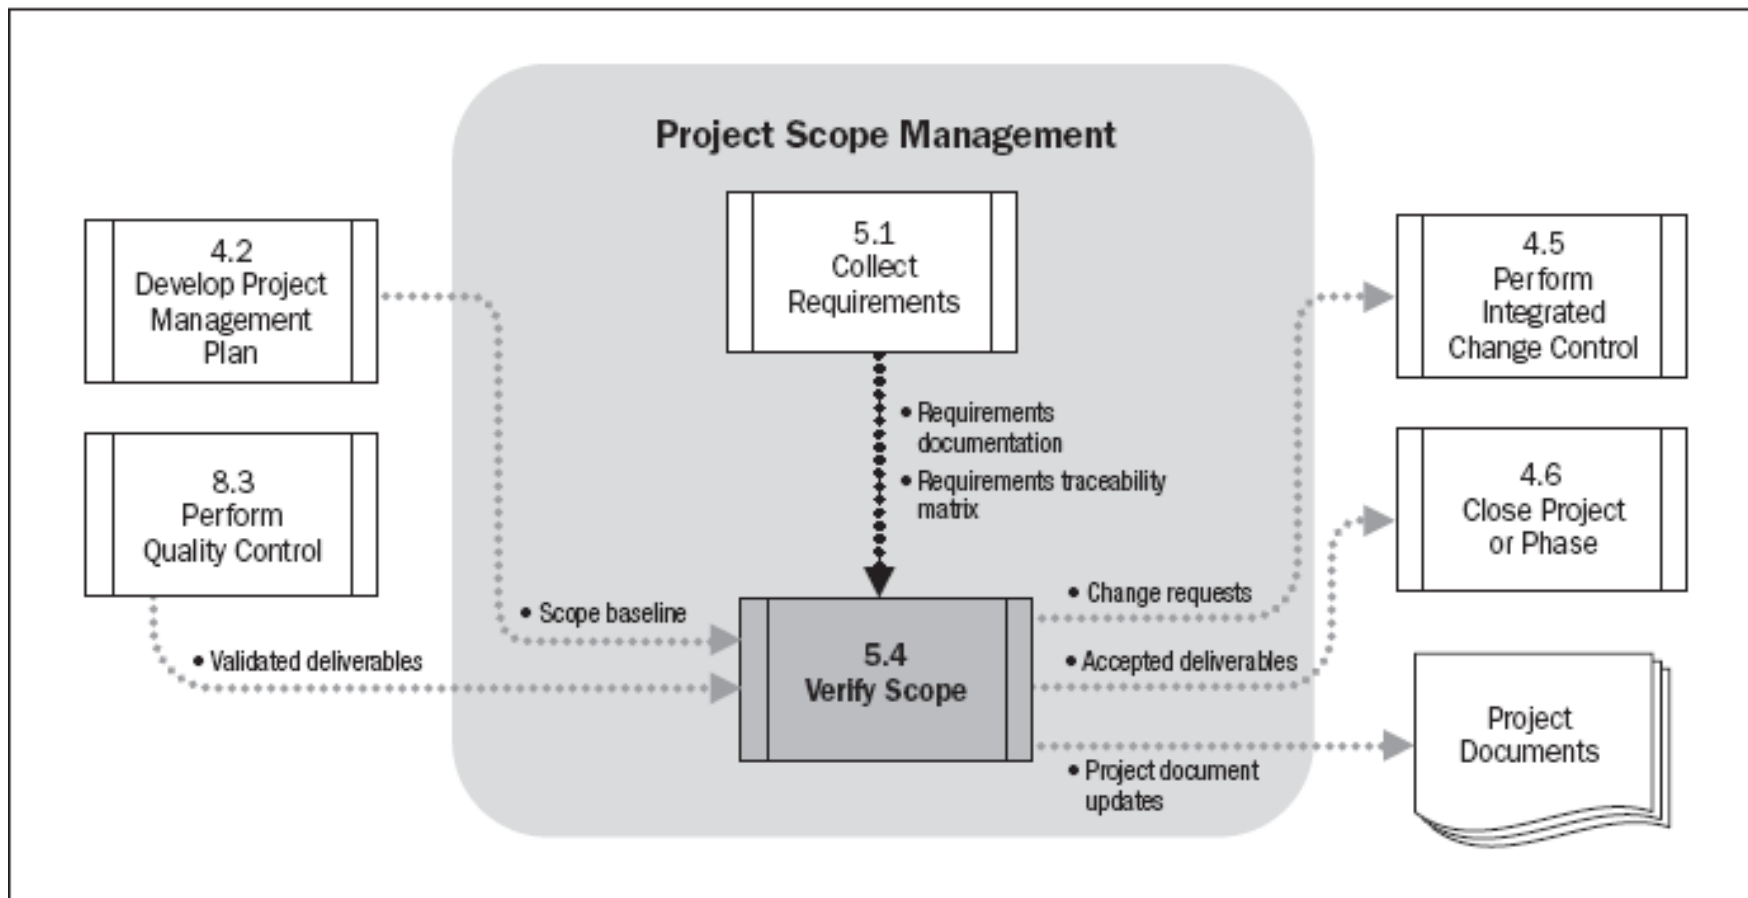 Project Scope Management
4.2
Develop Project
Management
Plan
5.1
Collect
Requirements
4.5
Perform
Integrated
Change Control
• Requirements
documentation
• Requirements traceability
matrix
8.3
Perform
Quality Control
4.6
Close Project
or Phase
• Scope baseline
• Validated deliverables
5.4
Verify Scope
• Change requests
• Accepted deliverables
• Project document
updates
Project
Documents